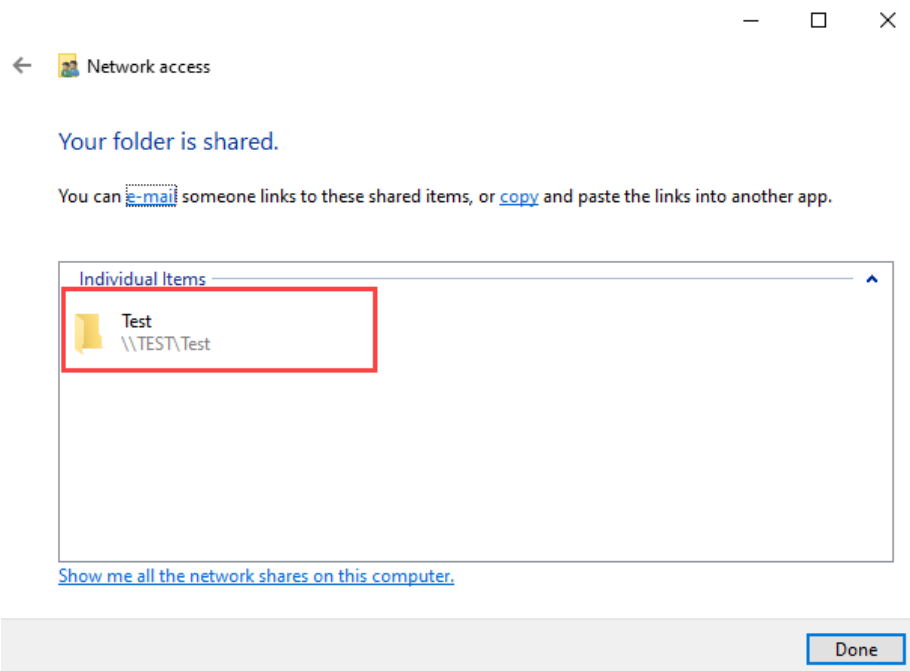 Network access
Your folder is shared.
You can e-mail someone links to these shared items, or copy and paste the links into another app.
Individual Items
Test
\\TEST\Test
Show me all the network shares on this computer.
Done